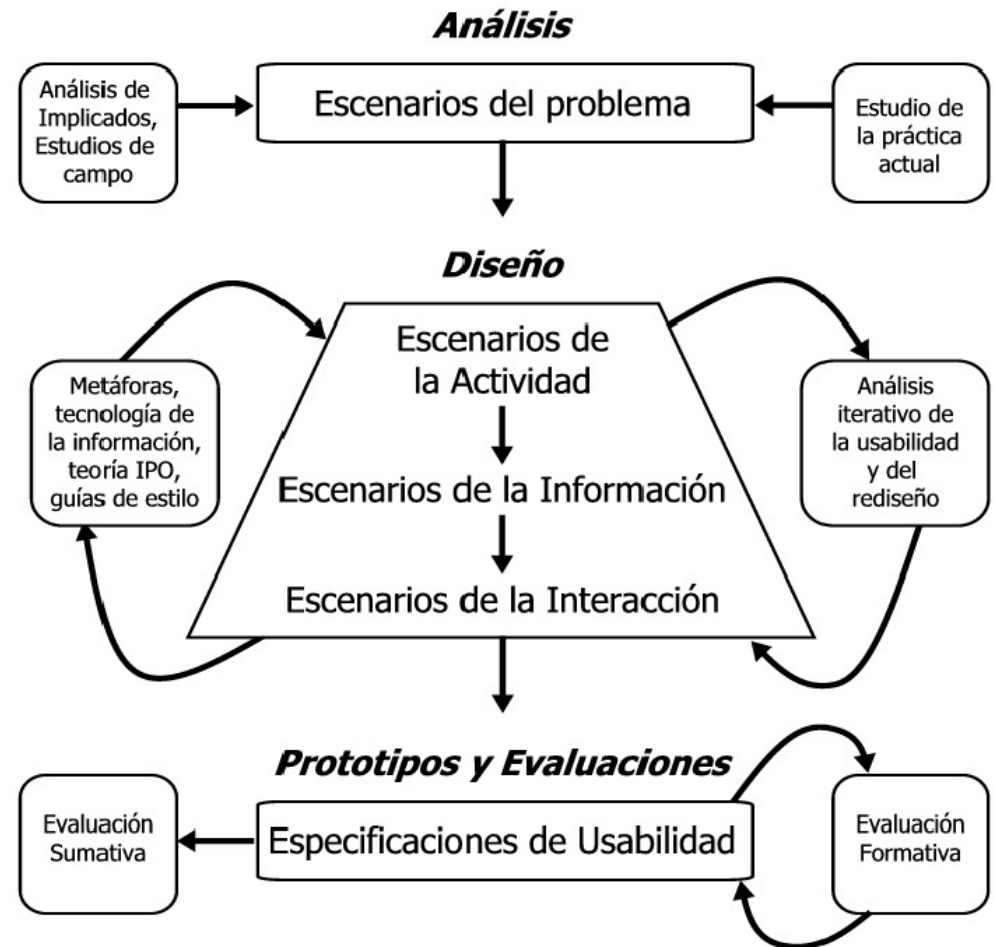 Análisis
Análisis de
Implicados,
Estudios de
campo
Escenarios del problema
Estudio de
la práctica
actual
Diseño
Metáforas,
tecnología de
la información,
teoría IPO,
guías de estilo
Escenarios de
la Actividad
Escenarios de la Información
Escenarios de la Interacción
Análisis
iterativo de
la usabilidad
y del
rediseño
Prototipos y Evaluaciones
Evaluación
Sumativa
Especificaciones de Usabilidad
Evaluación
Formativa